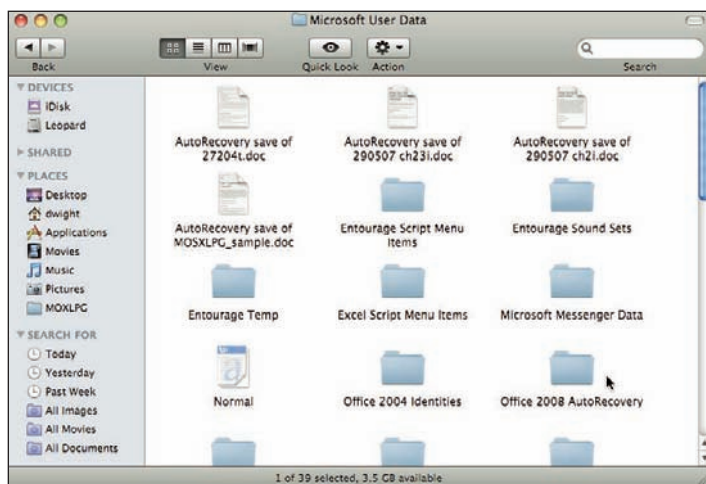 Microsoft User Data
Back
View
Quick Look
Action
Search
DEVICES
iDisk
Leopard
SHARED
PLACES
Desktop
dwight
Applications
Movies
Music
Pictures
MOXLPG
SEARCH FOR
Today
Yesterday
Past Week
All Images
All Movies
All Documents
AutoRecovery save of
27204t.doc
AutoRecovery save of
290507 ch23i.doc
AutoRecovery save of
290507 ch2i.doc
AutoRecovery save of
MOSXLPG_sample.doc
Entourage Script Menu
Items
Entourage Sound Sets
Entourage Temp
Excel Script Menu Items
Microsoft Messenger Data
Normal
Office 2004 Identities
Office 2008 AutoRecovery
1 of 39 selected, 3.5 GB available